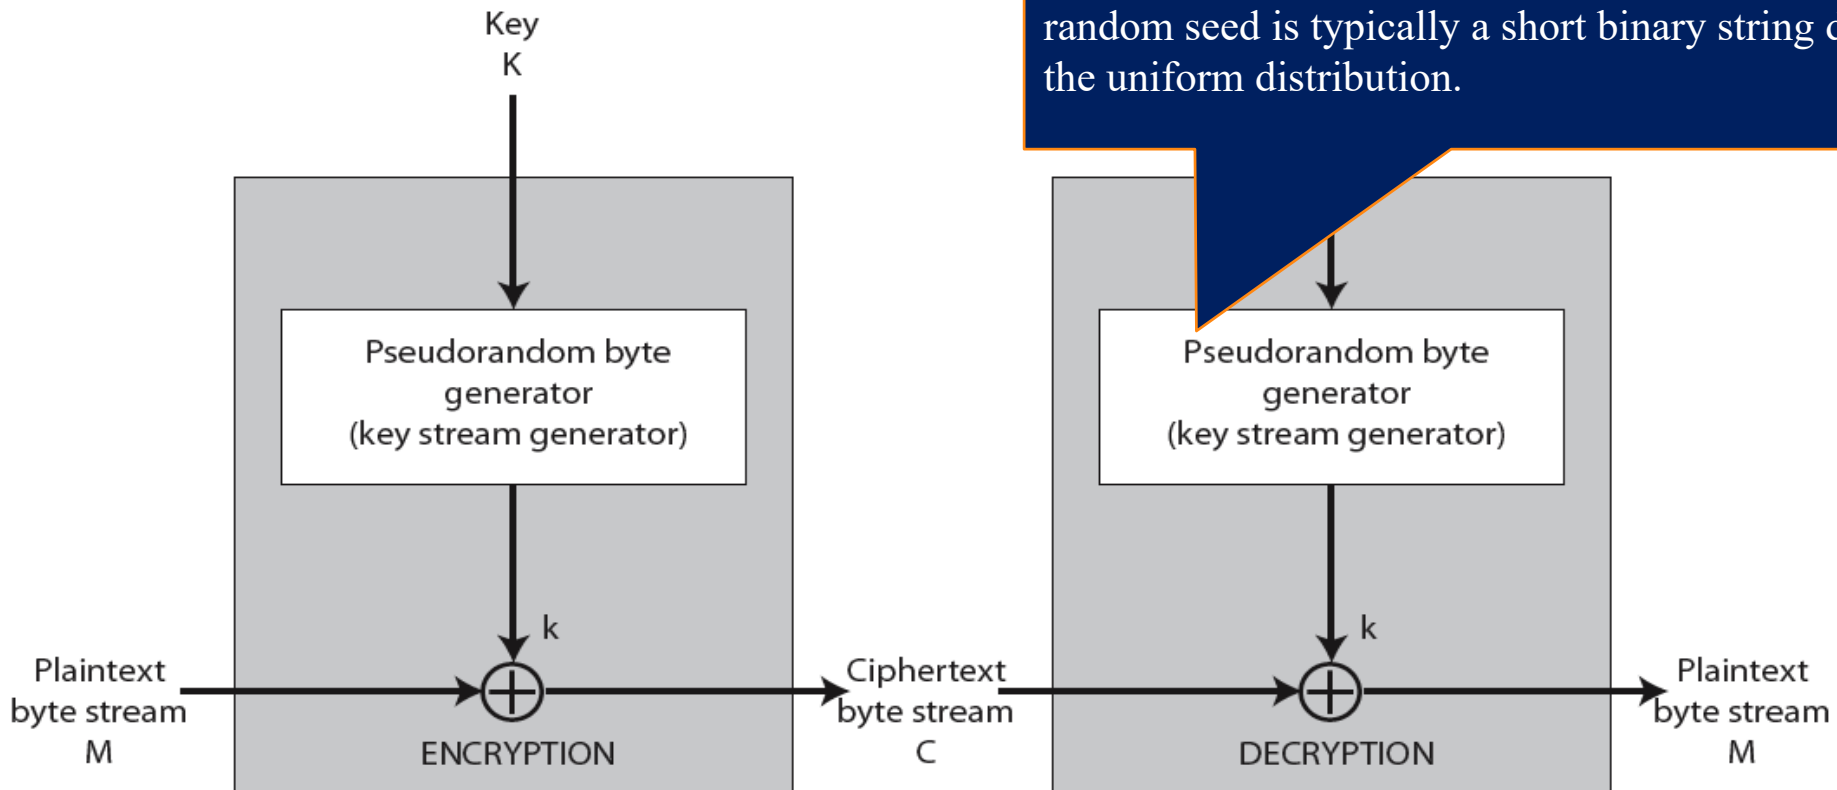 Key
K
random seed is typically a short binary string
the uniform distribution.
Pseudorandom byte
generator
(key stream generator)
k
Plaintext
byte stream
M
ENCRYPTION
Ciphertext
byte stream
C
Pseudorandom byte
generator
(key stream generator)
k
DECRYPTION
Plaintext
byte stream
M